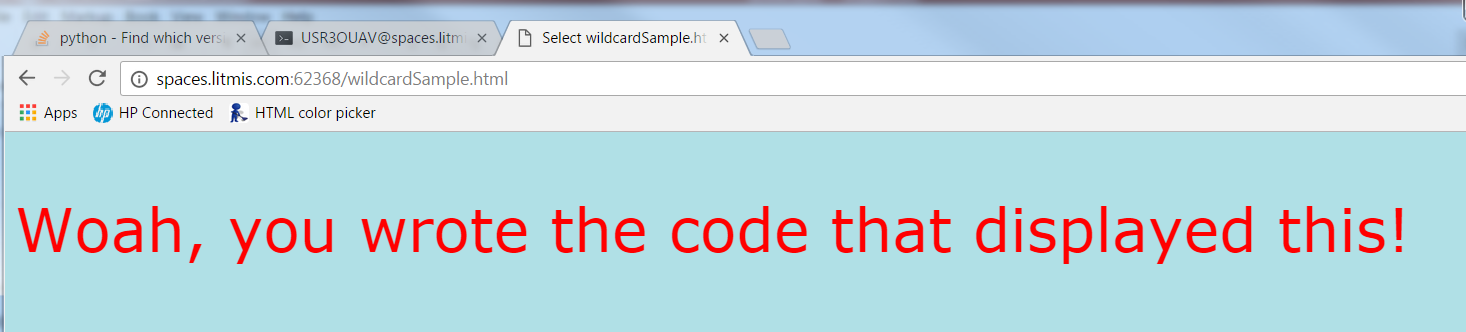 python - Find which vers
USR3OUAV@spaces.litmis
Select wildcardSample.ht
spaces.litmis.com:62368/wildcardSample.html
Apps HP Connected HTML color picker
Woah, you wrote the code that displayed this!